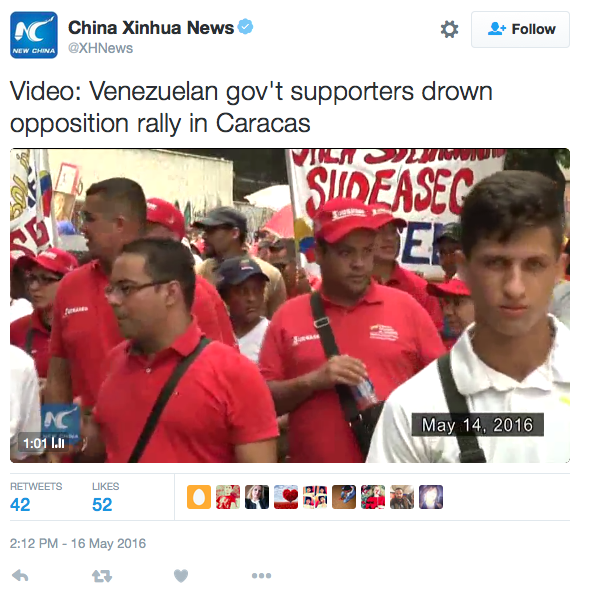 China Xinhua News
@XHNews
Follow
NEW CHINA
Video: Venezuelan gov't supporters drown
opposition rally in Caracas
SUDEASEG
May 14, 2016
1:01
RETWEETS
LIKES
42
52
2:12 PM - 16 May 2016